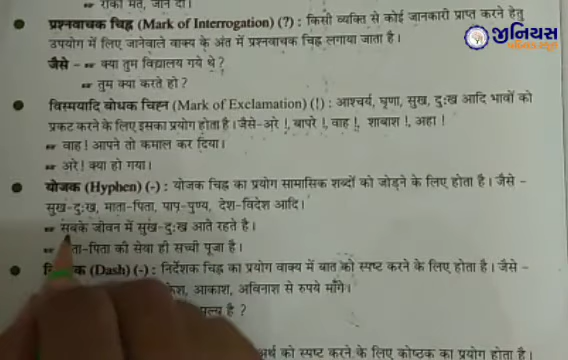 ☞ रोको मत, जाने दो।
● प्रश्नवाचक चिह्न (Mark of Interrogation) (?) : किसी व्यक्ति से कोई जानकारी प्राप्त करने हेतु
उपयोग में लिए जानेवाले वाक्य के अंत में प्रश्नवाचक चिह्न लगाया जाता है।
जैसे – ☞ क्या तुम विद्यालय गये थे ?
☞ तुम क्या करते हो ?
● विस्मयादि बोधक चिह्न (Mark of Exclamation) (!) : आश्चर्य, घृणा, सुख, दुःख आदि भावों को
प्रकट करने के लिए इसका प्रयोग होता है। जैसे-अरे !, बापरे !, वाह !, शाबाश !, अहा !
☞ वाह! आपने तो कमाल कर दिया।
☞ अरे! क्या हो गया।
● योजक (Hyphen) (-) : योजक चिह्न का प्रयोग सामासिक शब्दों को जोड़ने के लिए होता है। जैसे -
सुख-दुःख, माता-पिता, पाप-पुण्य, देश-विदेश आदि।
☞ सबके जीवन में सुख-दुःख आते रहते है।
☞ ता-पिता की सेवा ही सच्ची पूजा है।
● (Dash) (-) : निर्देशक चिह्न का प्रयोग वाक्य में बात को स्पष्ट करने के लिए होता है। जैसे -
आकाश, अविनाश से रुपये माँगे।
है ?
अर्थ को स्पष्ट करने के लिए कोष्ठक का प्रयोग होता है।
જીનિયસ